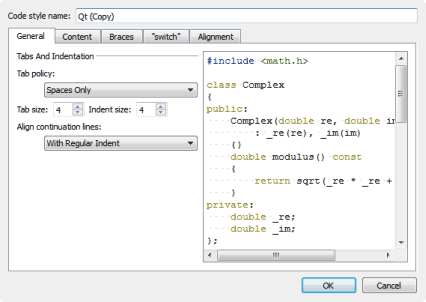 Code style name: Qt (Copy)
General Content Braces "switch" Alignment
Tabs And Indentation
Tab policy:
Spaces Only
Tab size: 4 Indent size: 4
Align continuation lines:
With Regular Indent
#include <math.h>
class Complex
{
public:
Complex(double re, double im
: _re(re), _im(im)
{}
double modulus() const
{
return sqrt(_re * _re +
}
private:
double _re;
double _im;
};
OK Cancel